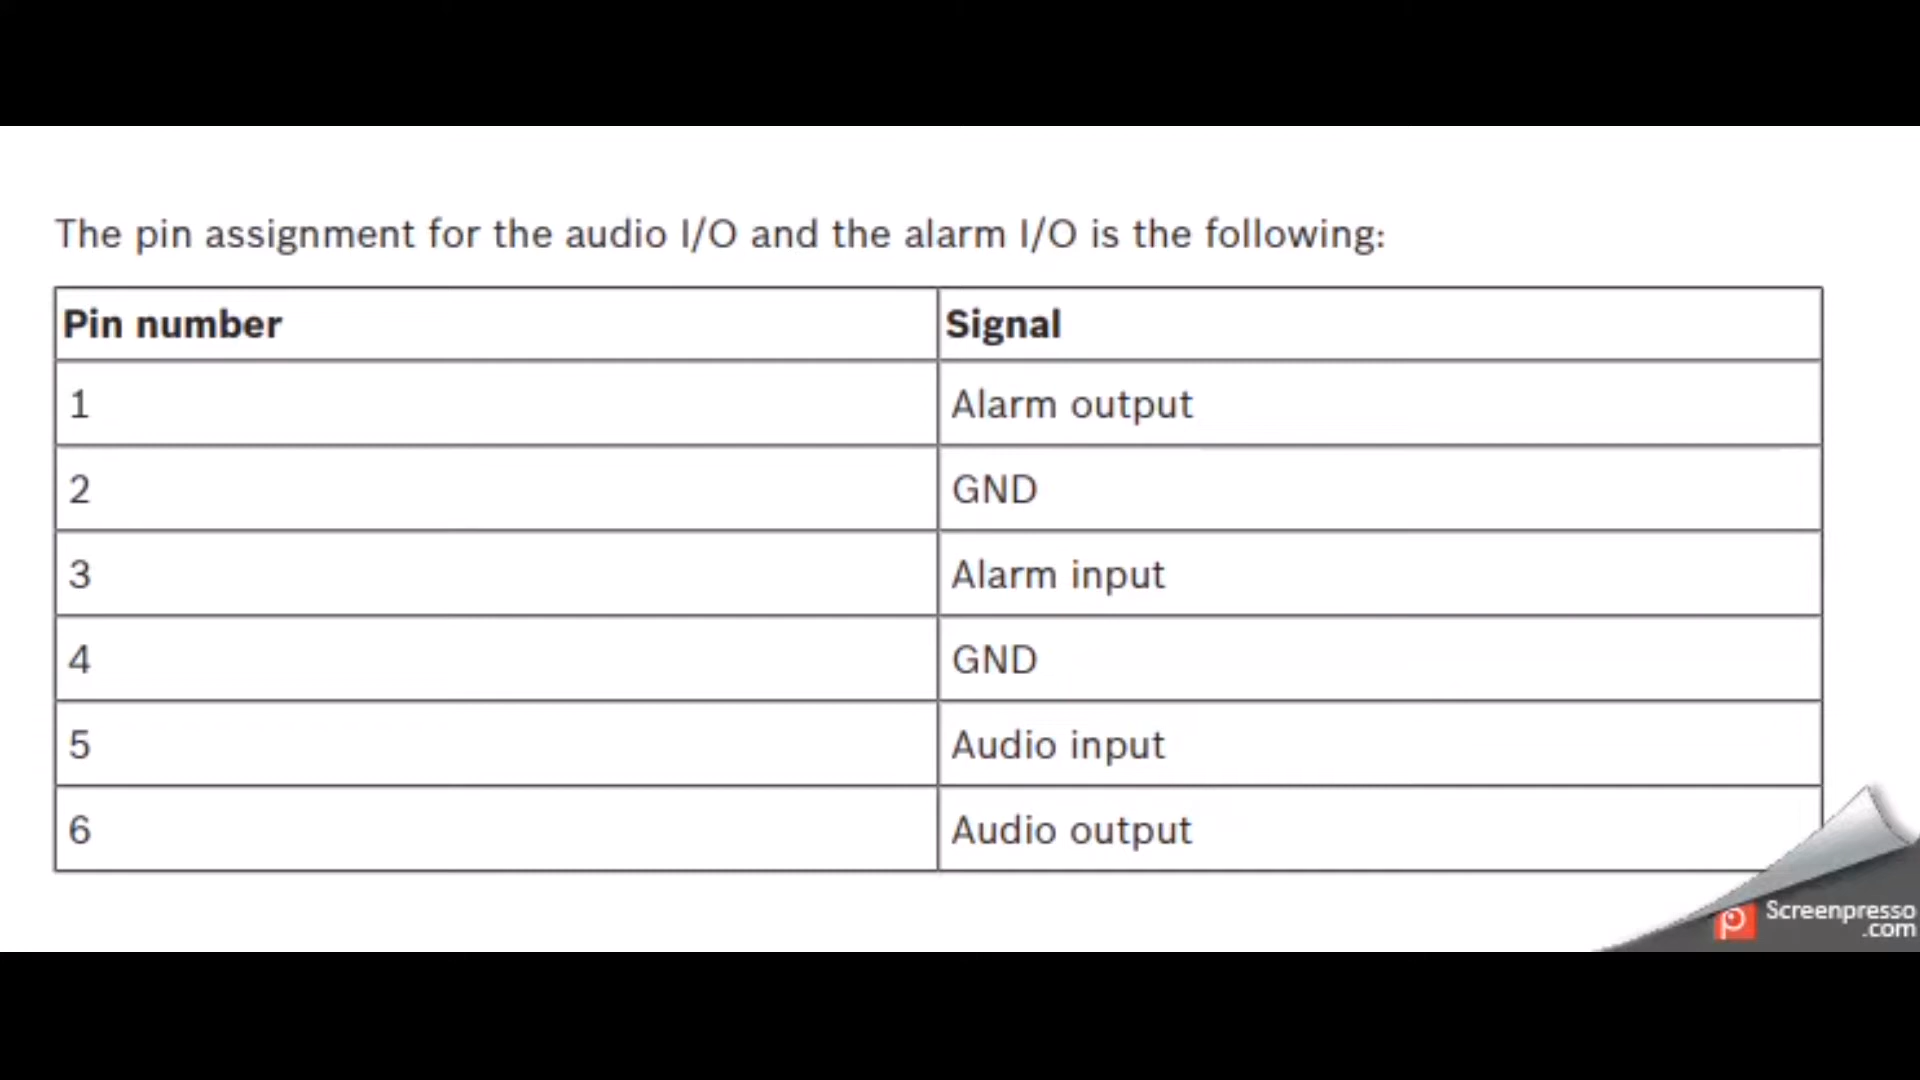 The pin assignment for the audio I/O and the alarm I/O is the following:
Pin number Signal
1 Alarm output
2 GND
3 Alarm input
4 GND
5 Audio input
6 Audio output
Screenpresso
.com